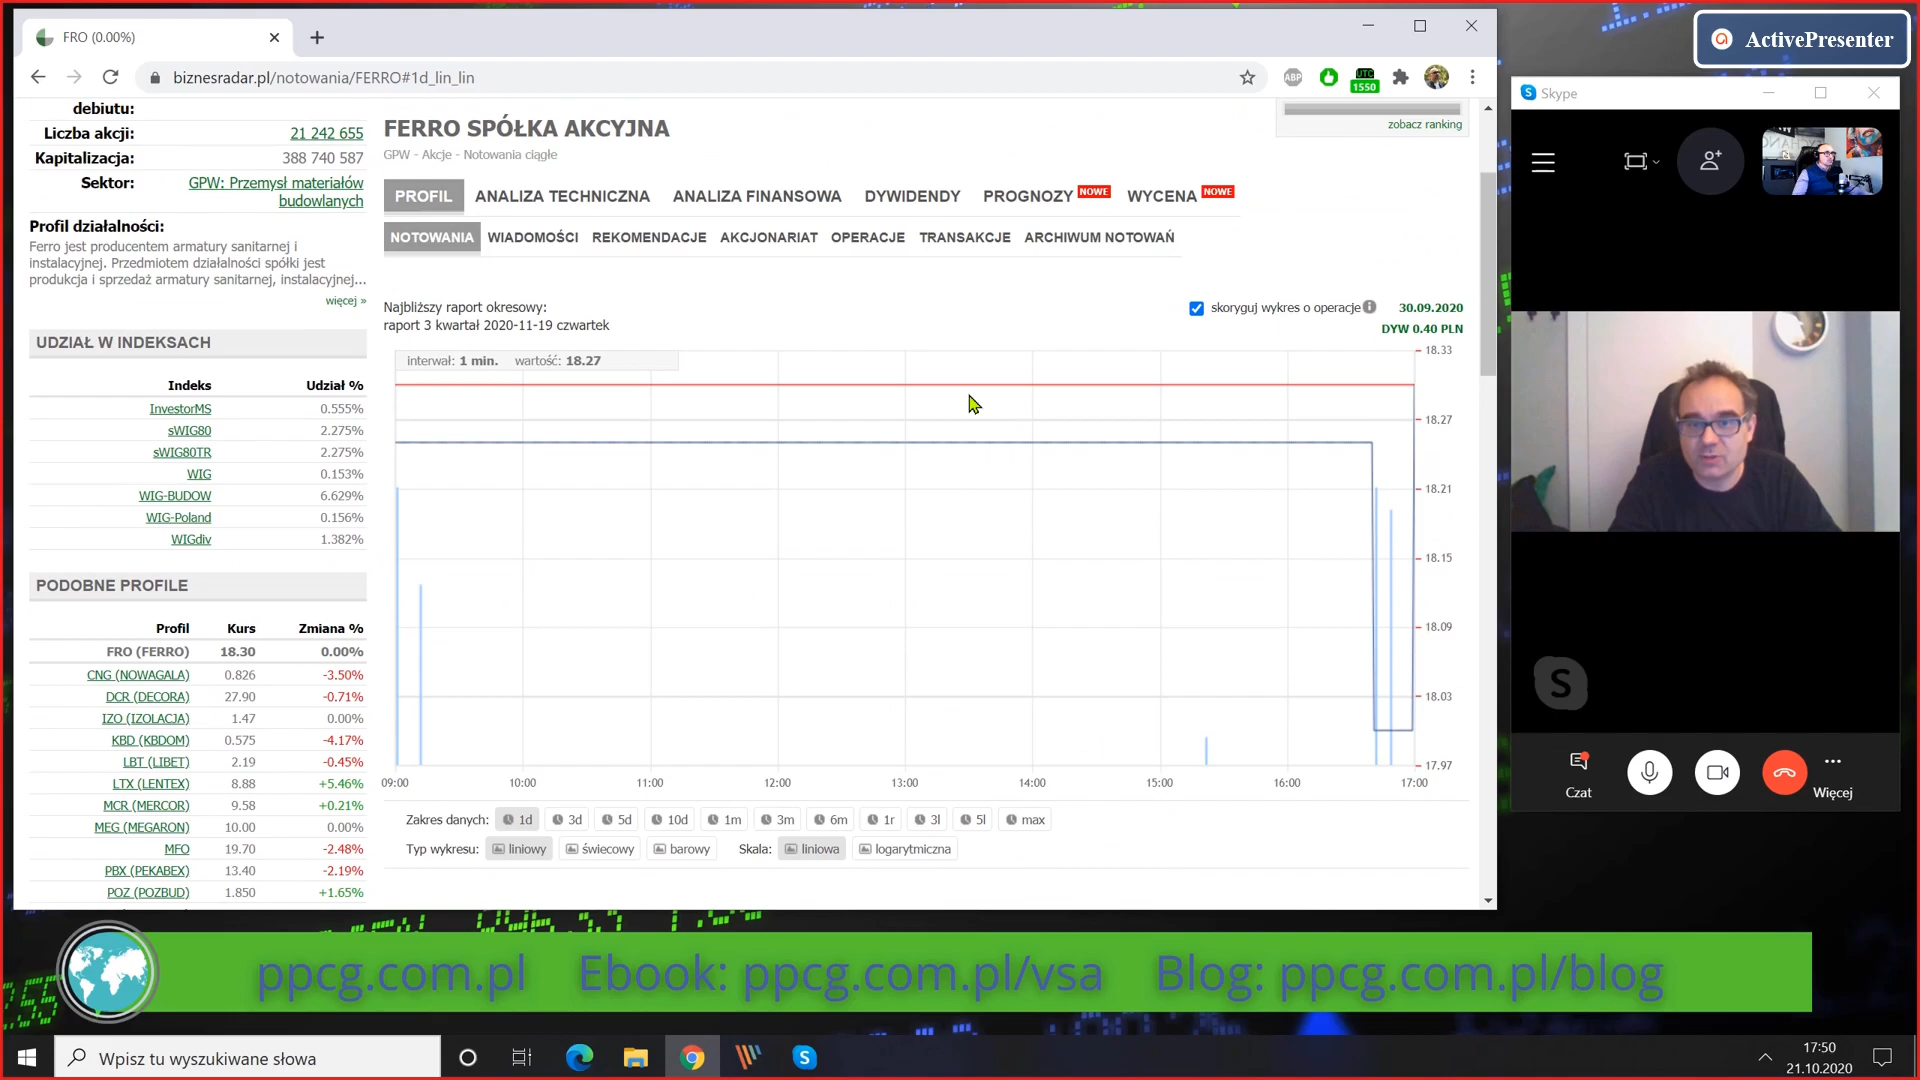 FRO (0.00%)
ActivePresenter
biznesradar.pl/notowania/FERRO#1d_lin_lin
ABP
UTC
1550
Skype
debiutu:
Liczba akcji: 21 242 655
Kapitalizacja: 388 740 587
Sektor: GPW: Przemysł materiałów
budowlanych
Profil działalności:
Ferro jest producentem armatury sanitarnej i
instalacyjnej. Przedmiotem działalności spółki jest
produkcja i sprzedaż armatury sanitarnej, instalacyjnej...
więcej »
UDZIAŁ W INDEKSACH
Indeks Udział %
InvestorMS 0.555%
sWIG80 2.275%
sWIG80TR 2.275%
WIG 0.153%
WIG-BUDOW 6.629%
WIG-Poland 0.156%
WIGdiv 1.382%
PODOBNE PROFILE
Profil Kurs Zmiana %
FRO (FERRO) 18.30 0.00%
CNG (NOWAGALA) 0.826 -3.50%
DCR (DECORA) 27.90 -0.71%
IZO (IZOLACJA) 1.47 0.00%
KBD (KBDOM) 0.575 -4.17%
LBT (LIBET) 2.19 -0.45%
LTX (LENTEX) 8.88 +5.46%
MCR (MERCOR) 9.58 +0.21%
MEG (MEGARON) 10.00 0.00%
MFO 19.70 -2.48%
PBX (PEKABEX) 13.40 -2.19%
POZ (POZBUD) 1.850 +1.65%
FERRO SPÓŁKA AKCYJNA
GPW - Akcje - Notowania ciągłe
zobacz ranking
PROFIL ANALIZA TECHNICZNA ANALIZA FINANSOWA DYWIDENDY PROGNOZY NOWE WYCENA NOWE
NOTOWANIA WIADOMOŚCI REKOMENDACJE AKCJONARIAT OPERACJE TRANSAKCJE ARCHIWUM NOTOWAŃ
Najbliższy raport okresowy:
raport 3 kwartał 2020-11-19 czwartek
skoryguj wykres o operacje 30.09.2020
DYW 0.40 PLN
interwał: 1 min. wartość: 18.27
18.33
18.27
18.21
18.15
18.09
18.03
17.97
09:00 10:00 11:00 12:00 13:00 14:00 15:00 16:00 17:00
Zakres danych: 1d 3d 5d 10d 1m 3m 6m 1r 3l 5l max
Typ wykresu: liniowy świecowy barowy Skala: liniowa logarytmiczna
Czat
Więcej
ppcg.com.pl Ebook: ppcg.com.pl/vsa Blog: ppcg.com.pl/blog
Wpisz tu wyszukiwane słowa
17:50
21.10.2020